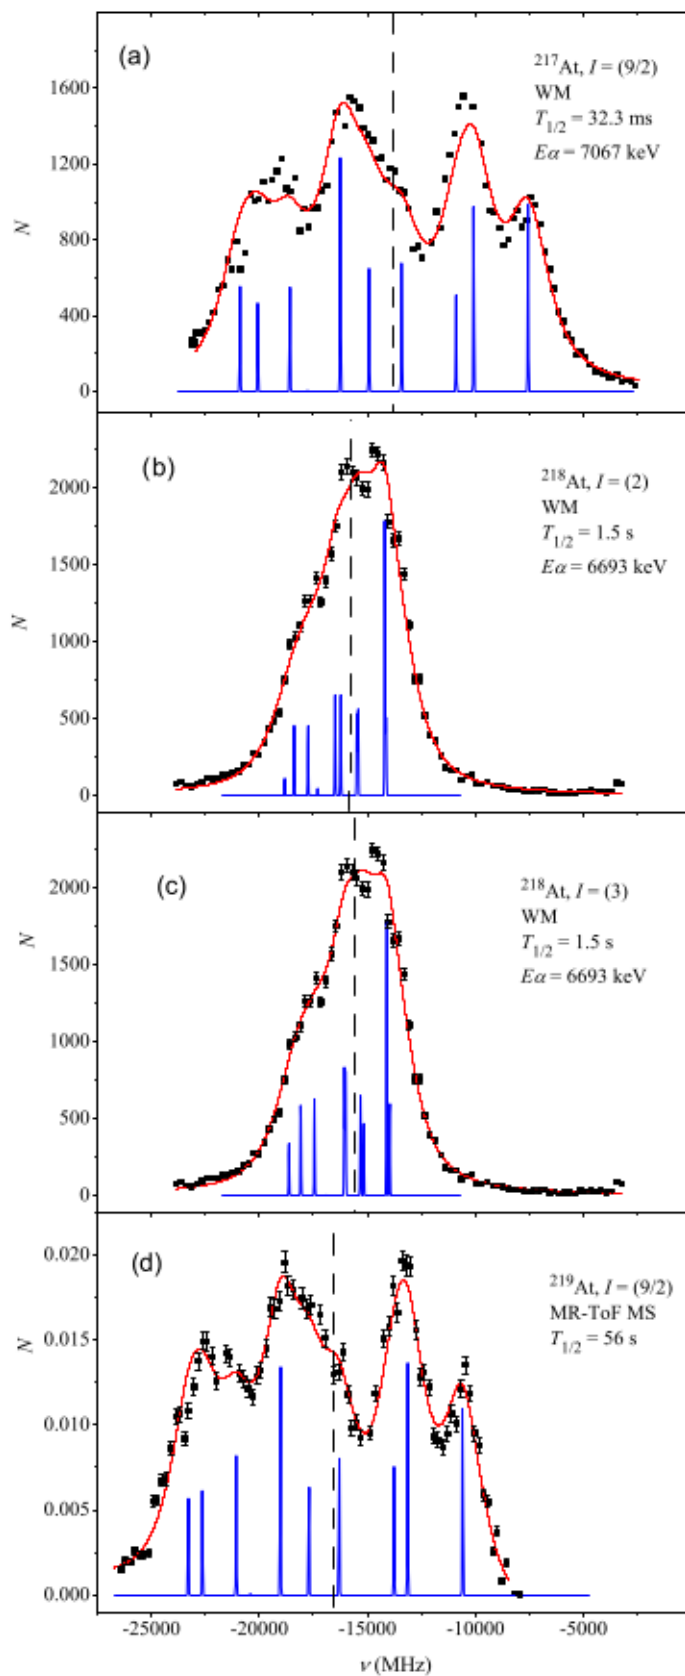 (a)
²¹⁷At, I = (9/2)
WM
T₁/₂ = 32.3 ms
Eα = 7067 keV
1600
1200
800
400
0
N
(b)
²¹⁸At, I = (2)
WM
T₁/₂ = 1.5 s
Eα = 6693 keV
2000
1500
1000
500
0
N
(c)
²¹⁸At, I = (3)
WM
T₁/₂ = 1.5 s
Eα = 6693 keV
2000
1500
1000
500
0
N
(d)
²¹⁹At, I = (9/2)
MR-ToF MS
T₁/₂ = 56 s
0.020
0.015
0.010
0.005
0.000
N
-25000 -20000 -15000 -10000 -5000
ν (MHz)